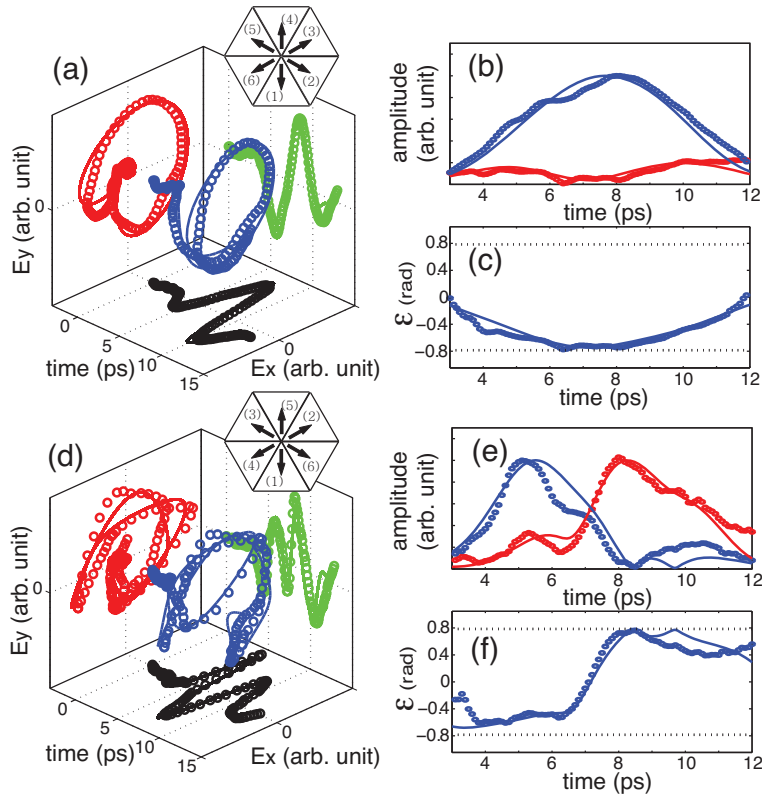 (a)
(4)
(5) (3)
(6) (2)
(1)
Ey (arb. unit)
0
0
5
10
15
time (ps)
0
Ex (arb. unit)
(b)
amplitude
(arb. unit)
4 6 8 10 12
time (ps)
(c)
ε (rad)
0.8
0.4
0
−0.4
−0.8
4 6 8 10 12
time (ps)
(d)
(5)
(3) (2)
(4) (6)
(1)
Ey (arb. unit)
0
0
5
10
15
time (ps)
0
Ex (arb. unit)
(e)
amplitude
(arb. unit)
4 6 8 10 12
time (ps)
(f)
ε (rad)
0.8
0.4
0
−0.4
−0.8
3 4 6 8 10 12
time (ps)